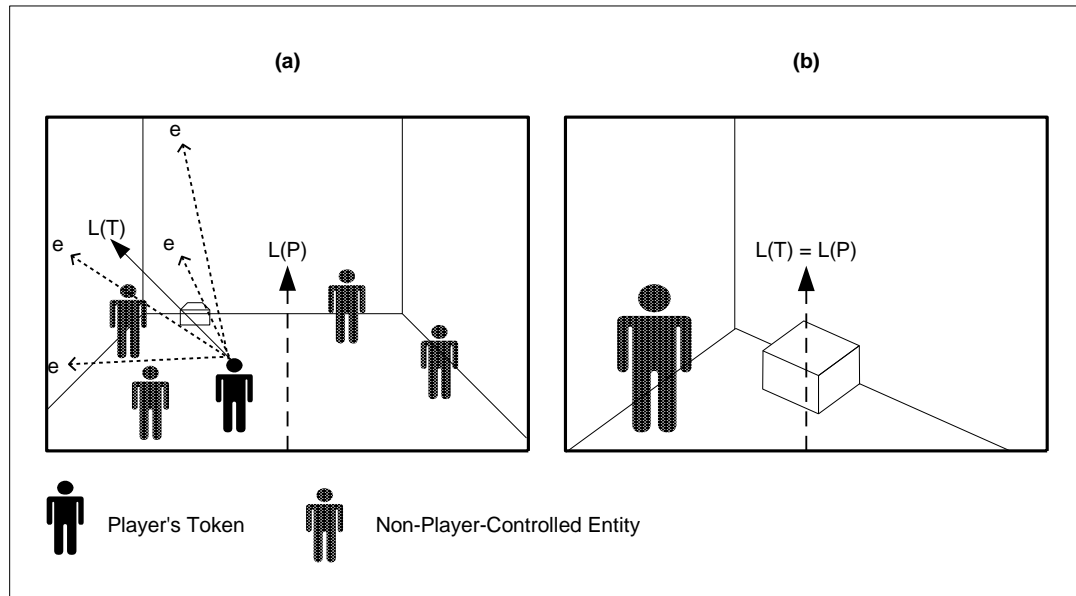 (a)
(b)
e
L(T)
e
e
L(P)
e
L(T) = L(P)
Player's Token
Non-Player-Controlled Entity